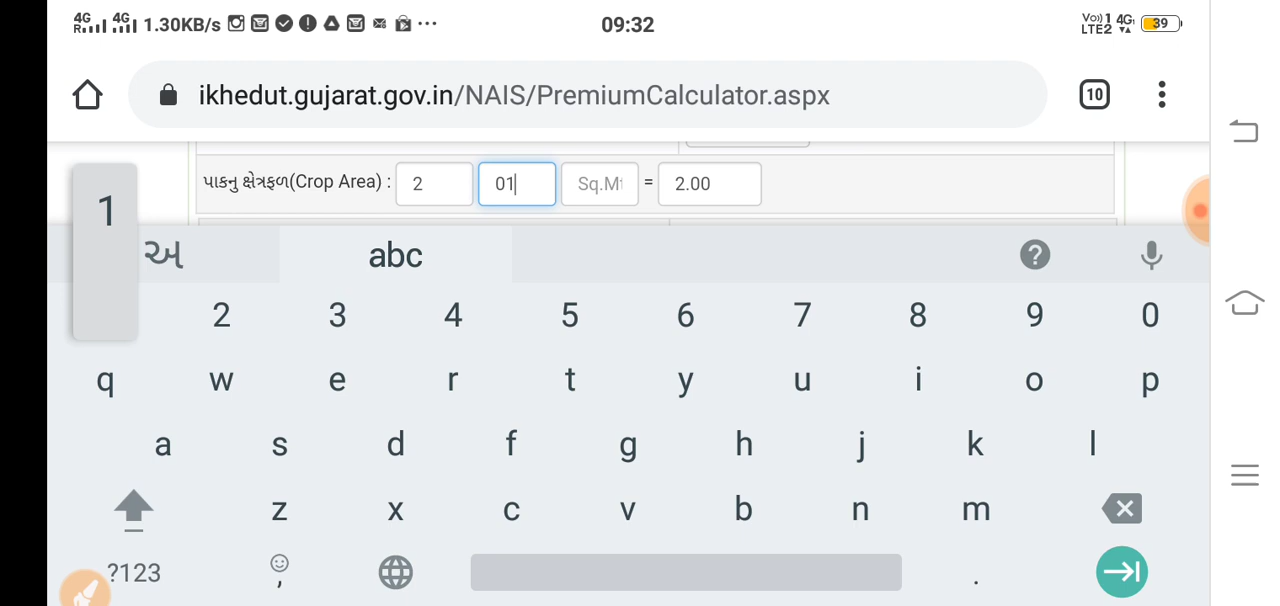 4G 4G 1.30KB/s 09:32 Vo)) 1 4G 39
R LTE2
ikhedut.gujarat.gov.in/NAIS/PremiumCalculator.aspx 10
પાકનુ ક્ષેત્રફળ(Crop Area) : 2 01 Sq.Mt = 2.00
1
અ abc ?
2 3 4 5 6 7 8 9 0
q w e r t y u i o p
a s d f g h j k l
z x c v b n m
?123 , .